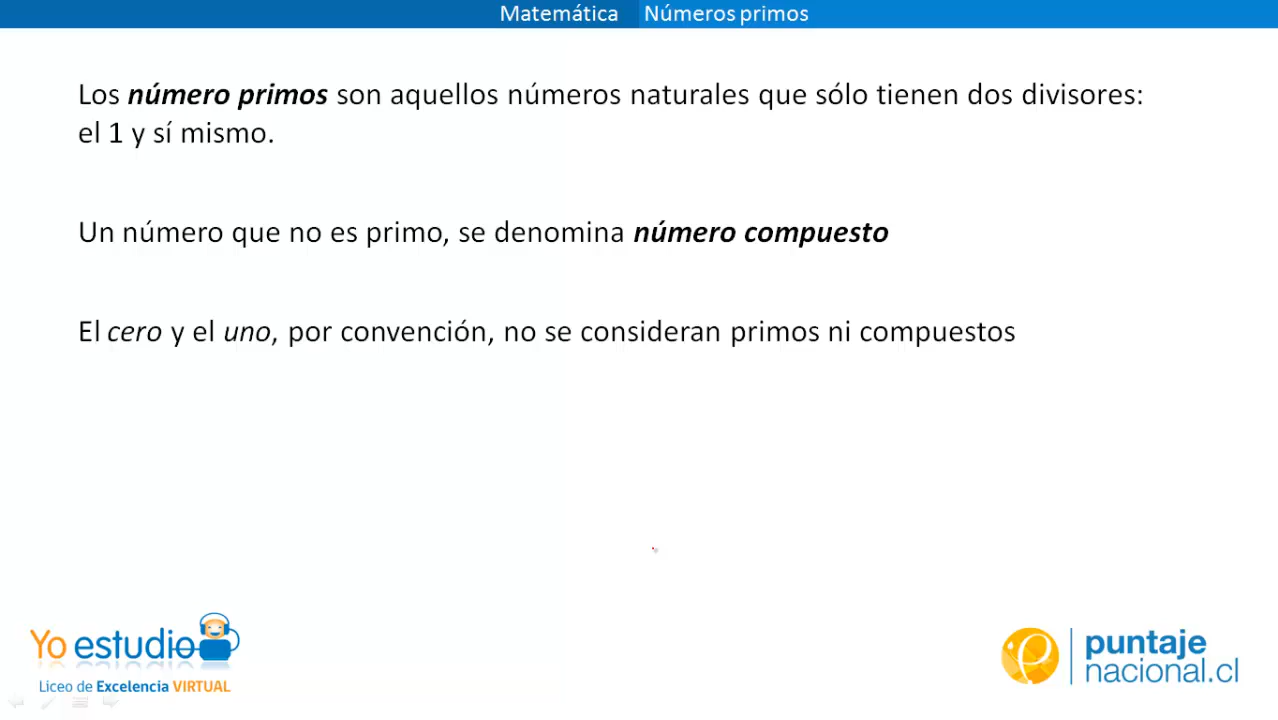 Matemática Números primos
Los número primos son aquellos números naturales que sólo tienen dos divisores:
el 1 y sí mismo.
Un número que no es primo, se denomina número compuesto
El cero y el uno, por convención, no se consideran primos ni compuestos
Yo estudio
Liceo de Excelencia VIRTUAL
puntaje
nacional.cl